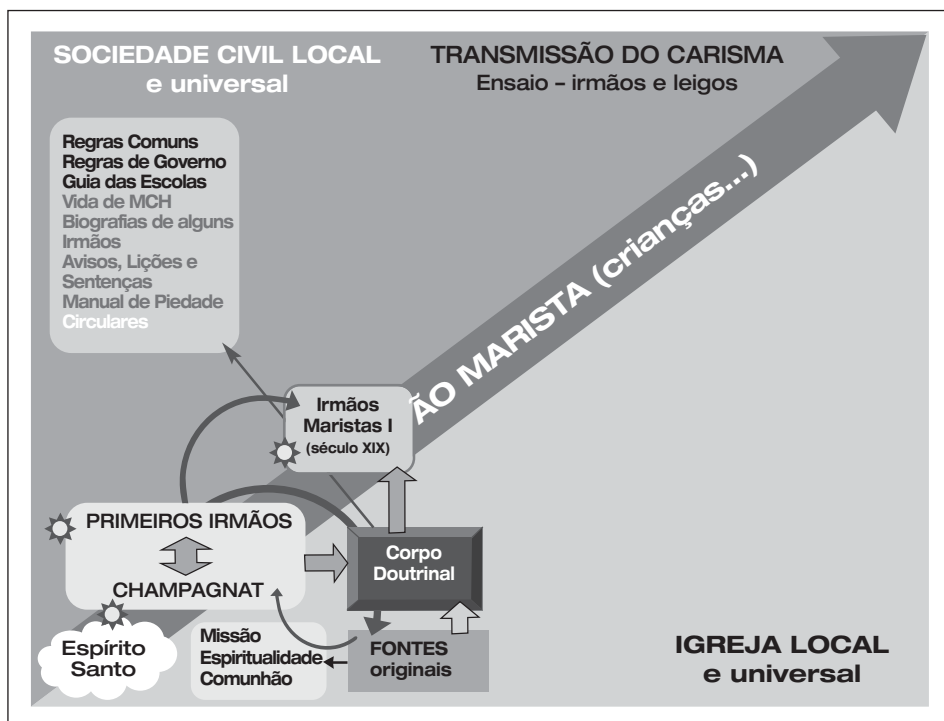 SOCIEDADE CIVIL LOCAL
e universal
TRANSMISSÃO DO CARISMA
Ensaio – irmãos e leigos
Regras Comuns
Regras de Governo
Guia das Escolas
Vida de MCH
Biografias de alguns
Irmãos
Avisos, Lições e
Sentenças
Manual de Piedade
Circulares
ÃO MARISTA (crianças...)
Irmãos
Maristas I
(século XIX)
PRIMEIROS IRMÃOS
CHAMPAGNAT
Corpo
Doutrinal
Espírito
Santo
Missão
Espiritualidade
Comunhão
FONTES
originais
IGREJA LOCAL
e universal